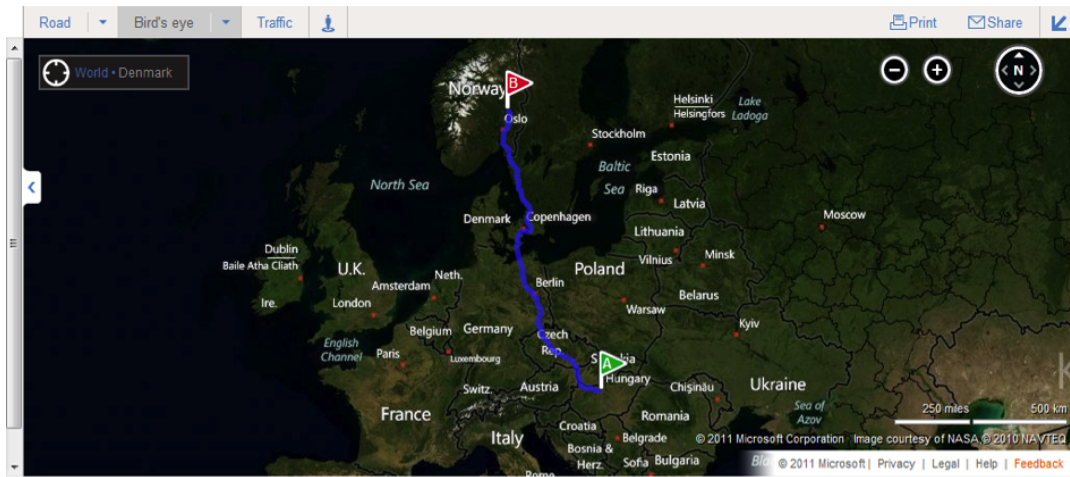 Road Bird's eye Traffic Print Share
World • Denmark
N
Norway B
Oslo
Helsinki
Helsingfors
Lake
Ladoga
Stockholm
Baltic
Sea
Estonia
North Sea
Riga
Latvia
Denmark
Copenhagen
Moscow
Lithuania
Vilnius
Minsk
Dublin
Baile Atha Cliath
U.K.
Ire.
Neth.
Amsterdam
London
Berlin
Poland
Warsaw
Belarus
English
Channel
Belgium
Germany
Luxembourg
Paris
Czech
Rep.
Kyiv
A
Hungary
Switz.
Austria
Chişinău
Ukraine
France
Romania
Sea of
Azov
250 miles 500 km
Croatia
Italy
Belgrade
Bosnia &
Herz.
Sofia Bulgaria
Rome
© 2011 Microsoft Corporation Image courtesy of NASA © 2010 NAVTEQ
© 2011 Microsoft | Privacy | Legal | Help | Feedback